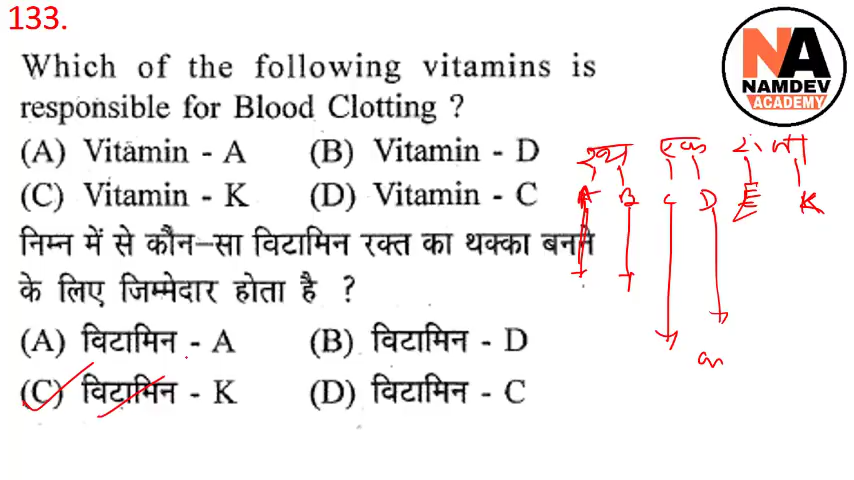 133.
Which of the following vitamins is
responsible for Blood Clotting ?
(A) Vitamin - A (B) Vitamin - D
(C) Vitamin - K (D) Vitamin - C
निम्न में से कौन-सा विटामिन रक्त का थक्का बनने
के लिए जिम्मेदार होता है ?
(A) विटामिन - A (B) विटामिन - D
(C) विटामिन - K (D) विटामिन - C
NA
NAMDEV
ACADEMY
A B C D E K